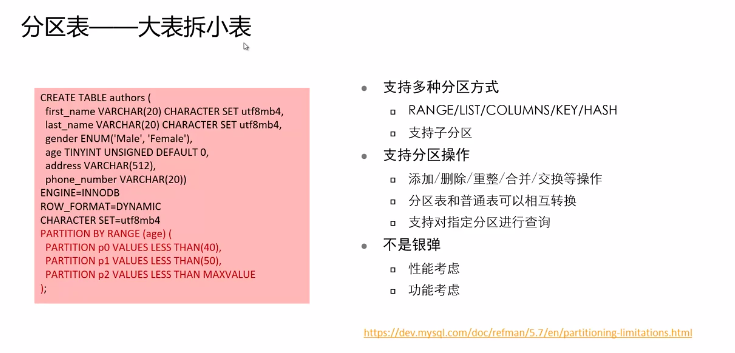 分区表——大表拆小表
CREATE TABLE authors (
first_name VARCHAR(20) CHARACTER SET utf8mb4,
last_name VARCHAR(20) CHARACTER SET utf8mb4,
gender ENUM('Male', 'Female'),
age TINYINT UNSIGNED DEFAULT 0,
address VARCHAR(512),
phone_number VARCHAR(20))
ENGINE=INNODB
ROW_FORMAT=DYNAMIC
CHARACTER SET=utf8mb4
PARTITION BY RANGE (age) (
PARTITION p0 VALUES LESS THAN(40),
PARTITION p1 VALUES LESS THAN(50),
PARTITION p2 VALUES LESS THAN MAXVALUE
);
支持多种分区方式
RANGE/LIST/COLUMNS/KEY/HASH
支持子分区
支持分区操作
添加/删除/重整/合并/交换等操作
分区表和普通表可以相互转换
支持对指定分区进行查询
不是银弹
性能考虑
功能考虑
https://dev.mysql.com/doc/refman/5.7/en/partitioning-limitations.html